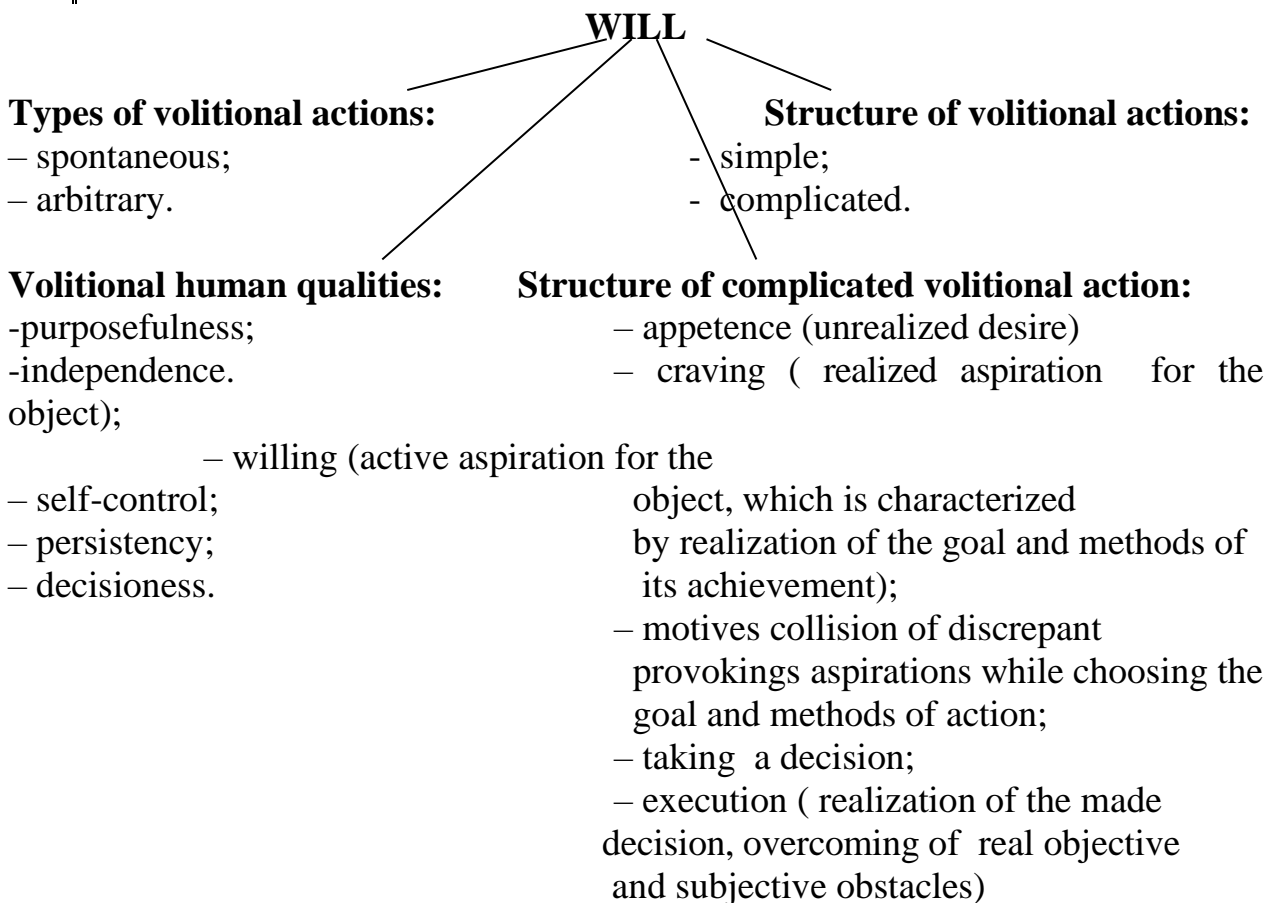 WILL
Types of volitional actions: Structure of volitional actions:
– spontaneous; - simple;
– arbitrary. - complicated.
Volitional human qualities: Structure of complicated volitional action:
-purposefulness; – appetence (unrealized desire)
-independence. – craving ( realized aspiration for the
object);
– willing (active aspiration for the
– self-control; object, which is characterized
– persistency; by realization of the goal and methods of
– decisioness. its achievement);
– motives collision of discrepant
provokings aspirations while choosing the
goal and methods of action;
– taking a decision;
– execution ( realization of the made
decision, overcoming of real objective
and subjective obstacles)